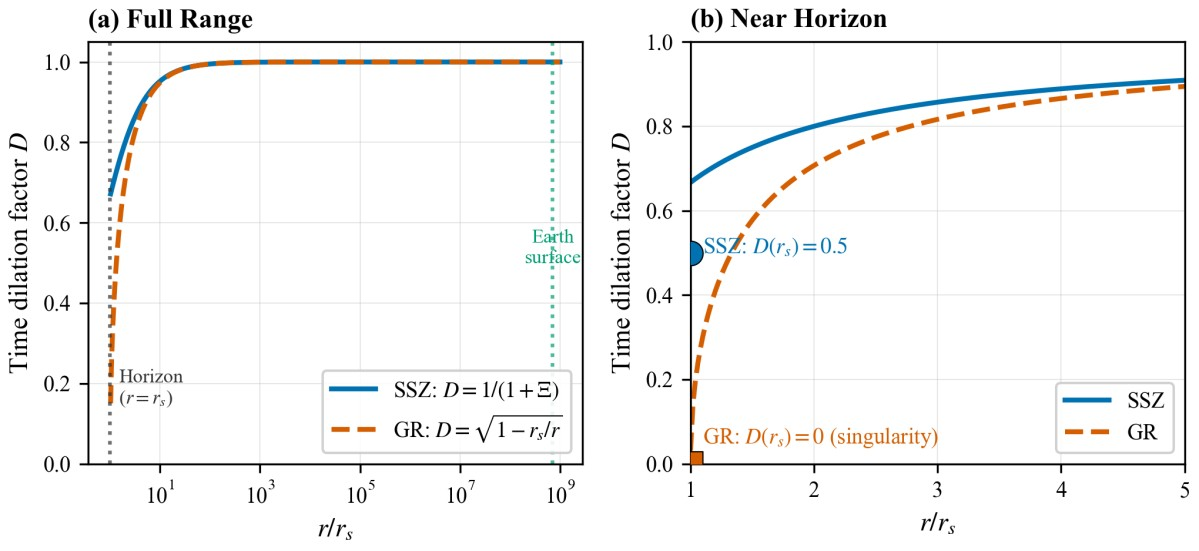 (a) Full Range
Time dilation factor D
1.0
0.8
0.6
0.4
0.2
0.0
Earth
surface
Horizon
(r = r_s)
SSZ: D = 1/(1 + Ξ)
GR: D = √(1 − r_s/r)
10^1
10^3
10^5
10^7
10^9
r/r_s
(b) Near Horizon
Time dilation factor D
1.0
0.8
0.6
0.4
0.2
0.0
SSZ: D(r_s) = 0.5
GR: D(r_s) = 0 (singularity)
SSZ
GR
1
2
3
4
5
r/r_s